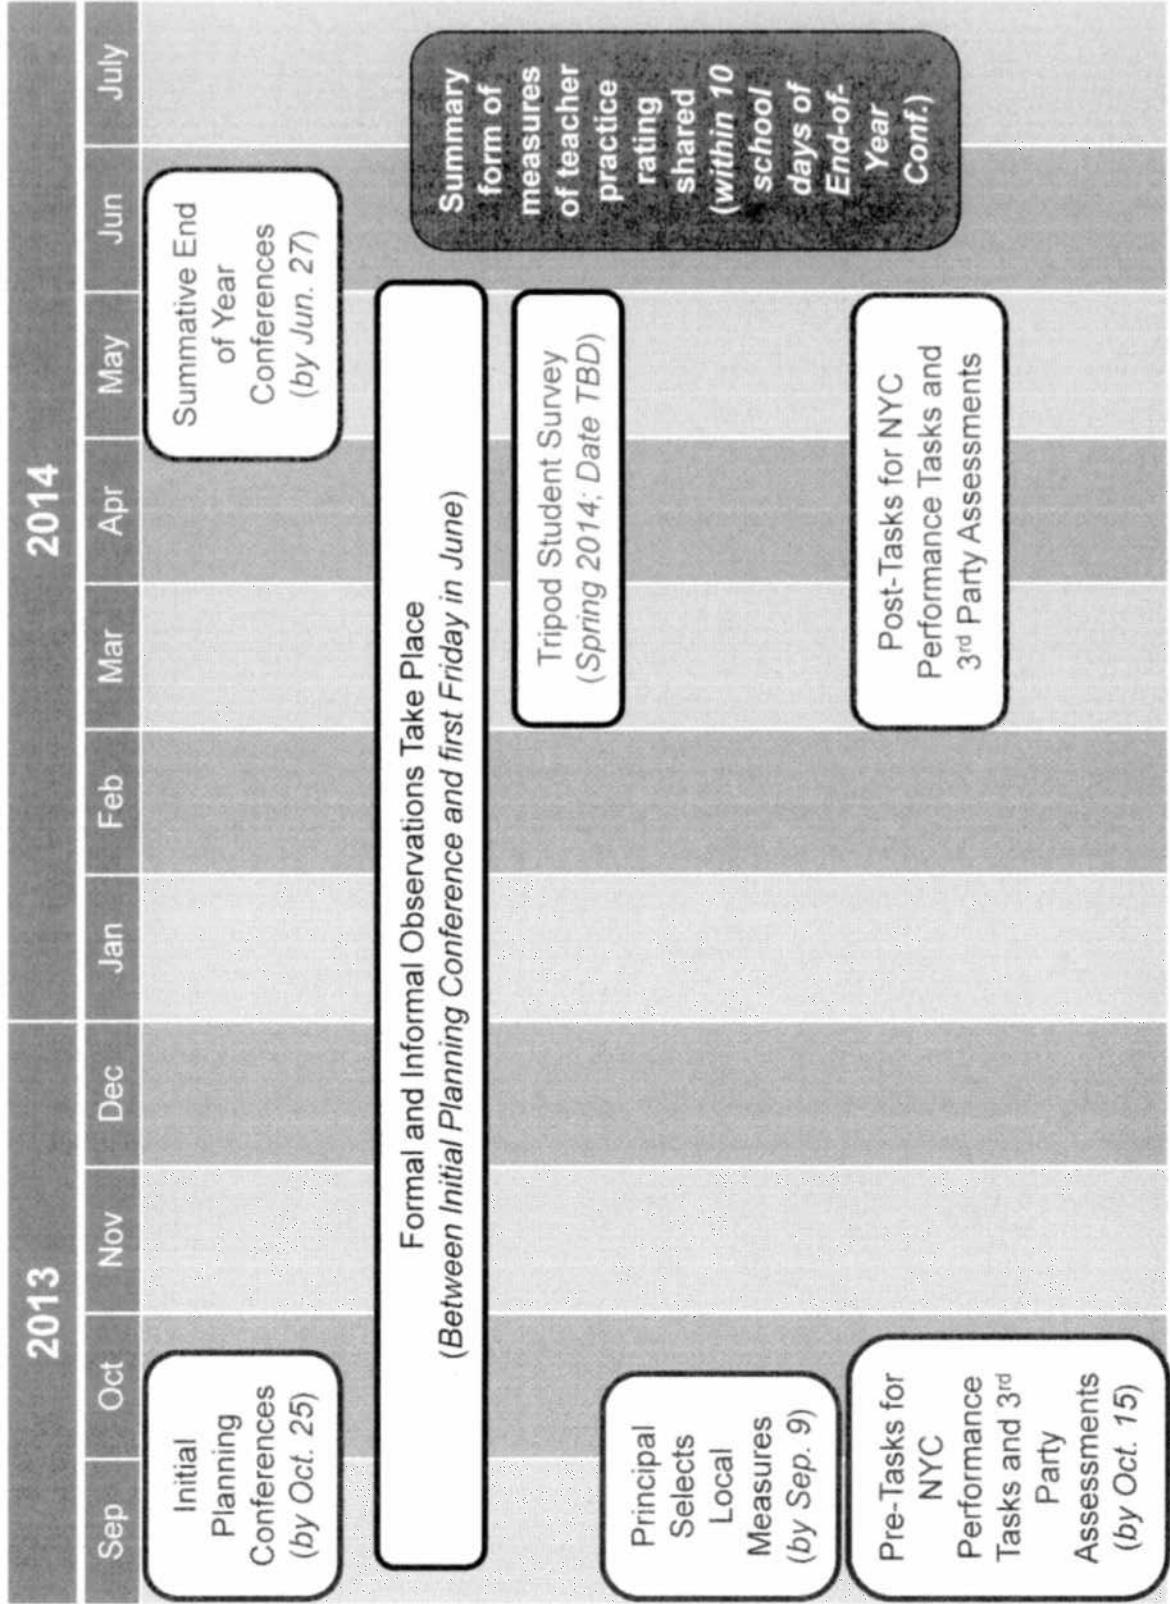 2013
2014
Sep
Oct
Nov
Dec
Jan
Feb
Mar
Apr
May
Jun
July
Initial
Planning
Conferences
(by Oct. 25)
Summative End
of Year
Conferences
(by Jun. 27)
Formal and Informal Observations Take Place
(Between Initial Planning Conference and first Friday in June)
Tripod Student Survey
(Spring 2014; Date TBD)
Summary
form of
measures
of teacher
practice
rating
shared
(within 10
school
days of
End-of-
Year
Conf.)
Principal
Selects
Local
Measures
(by Sep. 9)
Pre-Tasks for
NYC
Performance
Tasks and 3rd
Party
Assessments
(by Oct. 15)
Post-Tasks for NYC
Performance Tasks and
3rd Party Assessments